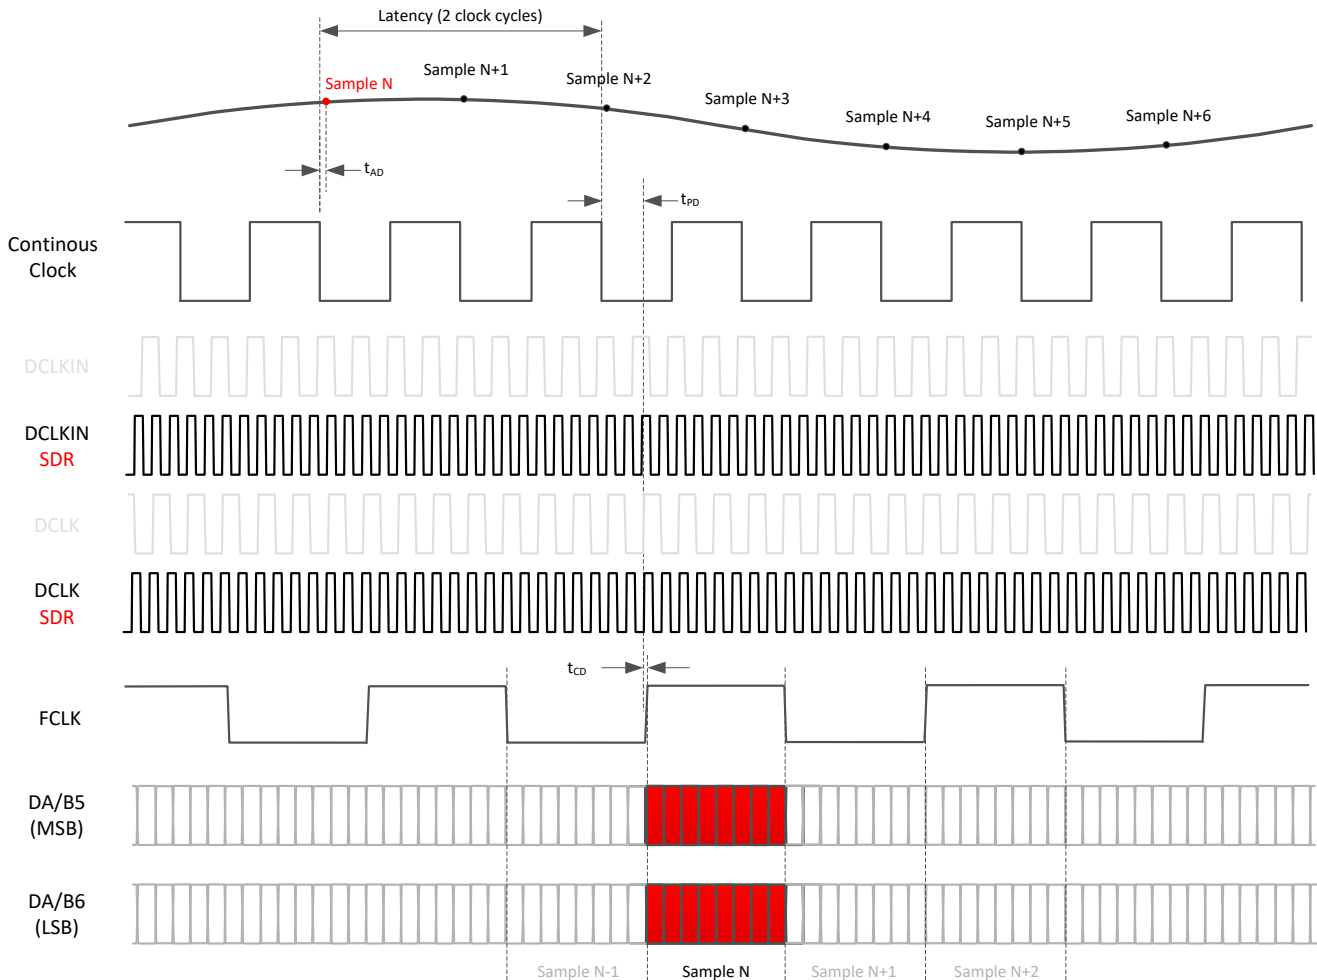 Latency (2 clock cycles)
Sample N
Sample N+1
Sample N+2
Sample N+3
Sample N+4
Sample N+5
Sample N+6
tAD
tPD
Continous
Clock
DCLKIN
DCLKIN
SDR
DCLK
DCLK
SDR
tCD
FCLK
DA/B5
(MSB)
DA/B6
(LSB)
Sample N-1
Sample N
Sample N+1
Sample N+2